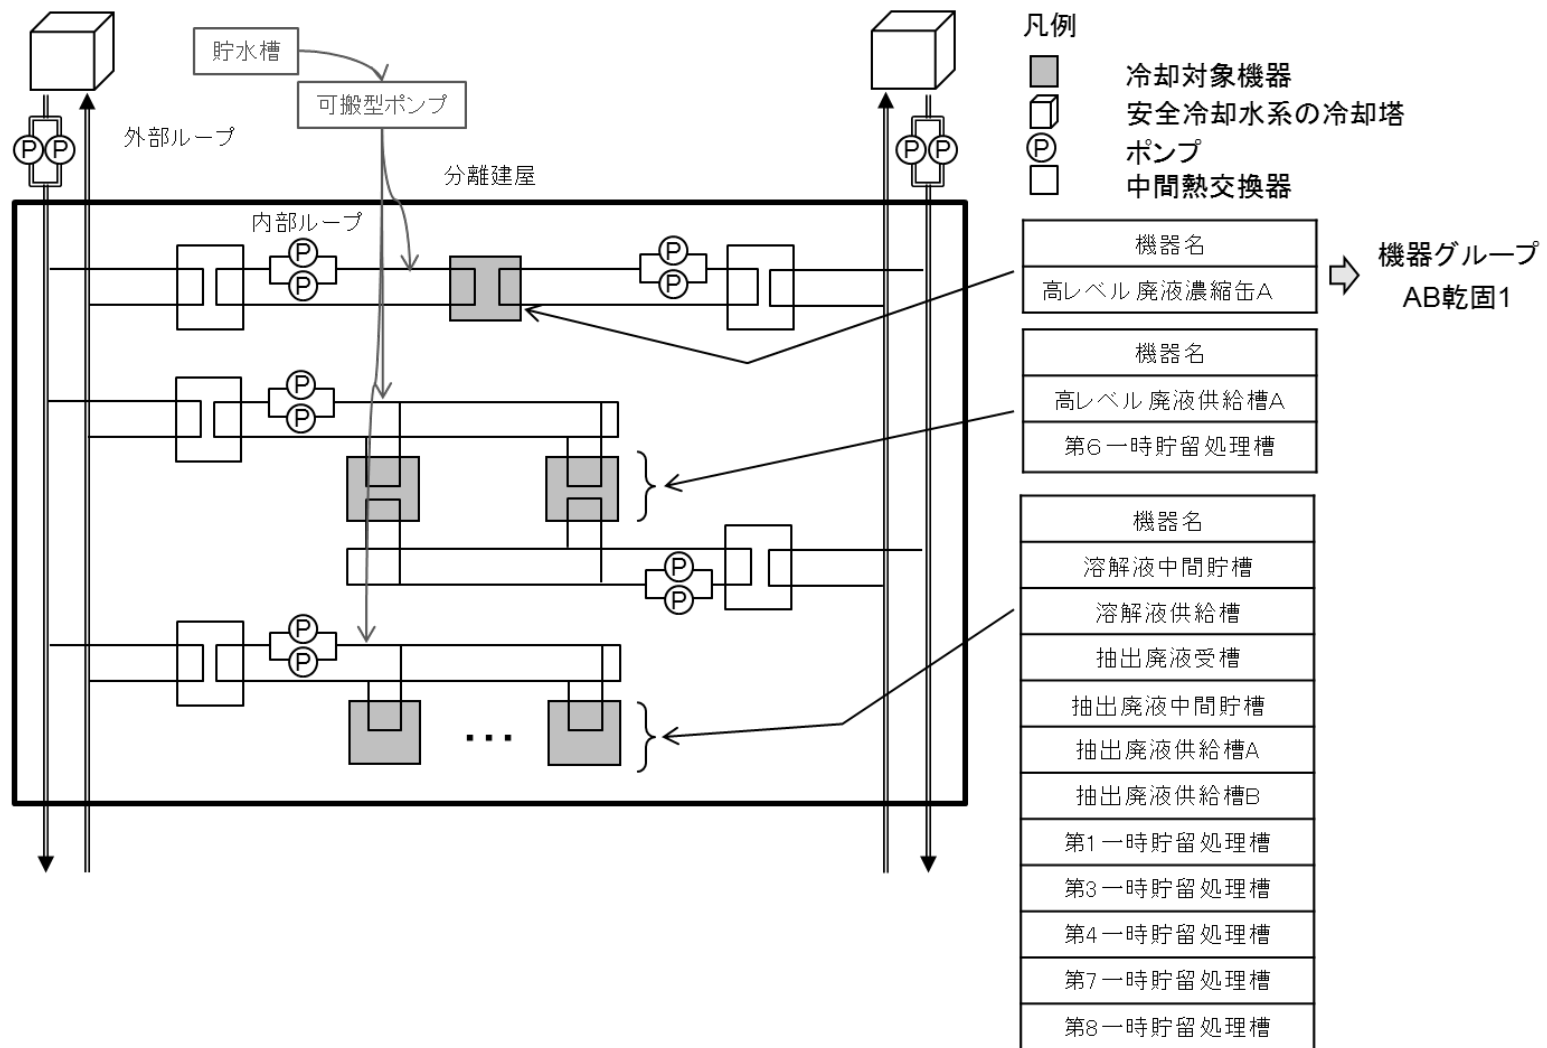 貯水槽
可搬型ポンプ
外部ループ
分離建屋
内部ループ
P P
P P
P
P
P
P
P
P
P
P
P
P
...
凡例
冷却対象機器
安全冷却水系の冷却塔
P ポンプ
中間熱交換器
機器名
高レベル廃液濃縮缶A
機器グループ
AB乾固1
機器名
高レベル廃液供給槽A
第6一時貯留処理槽
機器名
溶解液中間貯槽
溶解液供給槽
抽出廃液受槽
抽出廃液中間貯槽
抽出廃液供給槽A
抽出廃液供給槽B
第1一時貯留処理槽
第3一時貯留処理槽
第4一時貯留処理槽
第7一時貯留処理槽
第8一時貯留処理槽